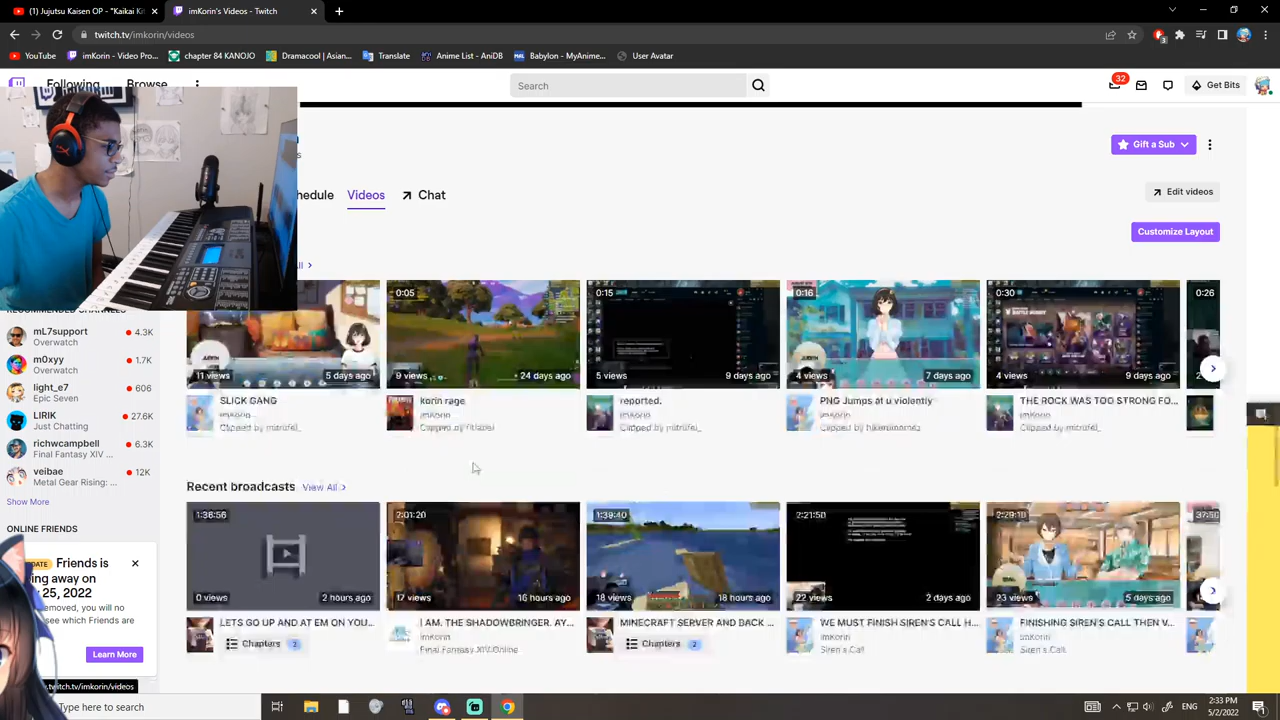 (1) Jujutsu Kaisen OP - "Kaikai Ki
imKorin's Videos - Twitch
twitch.tv/imkorin/videos
YouTube
imKorin - Video Pro...
chapter 84 KANOJO
Dramacool | Asian...
Translate
Anime List - AniDB
Babylon - MyAnime...
User Avatar
Following
Browse
Search
32
Get Bits
Gift a Sub
hedule
Videos
Chat
Edit videos
Customize Layout
All
RECOMMENDED CHANNELS
mL7support
4.3K
Overwatch
m0xyy
1.7K
Overwatch
light_e7
606
Epic Seven
LIRIK
27.6K
Just Chatting
richwcampbell
6.3K
Final Fantasy XIV ...
veibae
12K
Metal Gear Rising: ...
Show More
ONLINE FRIENDS
Friends is
ing away on
25, 2022
emoved, you will no
see which Friends are
Learn More
.twitch.tv/imkorin/videos
0:05
0:15
0:16
0:30
0:26
11 views
5 days ago
9 views
24 days ago
5 views
9 days ago
4 views
7 days ago
4 views
9 days ago
SLICK GANG
korin rage
reported.
PNG Jumps at u violently
THE ROCK WAS TOO STRONG FO...
imKorin
imKorin
imKorin
imKorin
imKorin
Recent broadcasts
View All
1:36:56
2:01:20
1:39:40
2:21:50
0 views
2 hours ago
17 views
16 hours ago
18 views
18 hours ago
22 views
2 days ago
23 views
5 days ago
LETS GO UP AND AT EM ON YOU...
I AM. THE SHADOWBRINGER. AY...
MINECRAFT SERVER AND BACK ...
WE MUST FINISH SIREN'S CALL H...
FINISHING SIREN'S CALL THEN V...
Chapters 2
imKorin
Final Fantasy XIV Online
Chapters 2
imKorin
Siren's Call
imKorin
Siren's Call
Type here to search
ENG
2:33 PM
5/2/2022